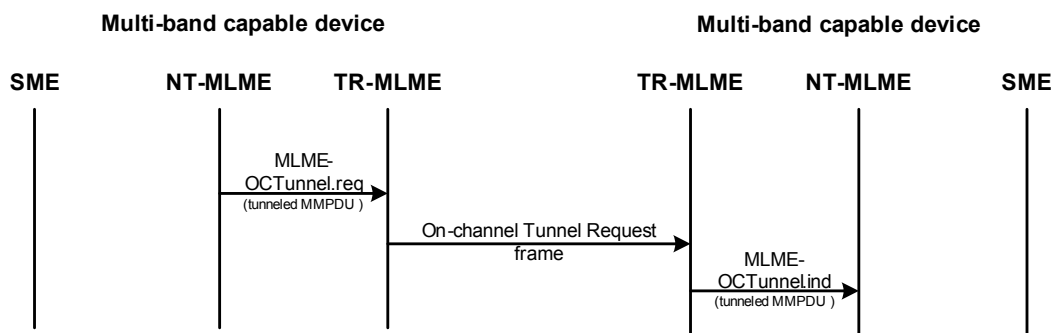 Multi-band capable device Multi-band capable device
SME NT-MLME TR-MLME TR-MLME NT-MLME SME
MLME-
OCTunnel.req
(tunneled MMPDU )
On-channel Tunnel Request
frame
MLME-
OCTunnel.ind
(tunneled MMPDU )